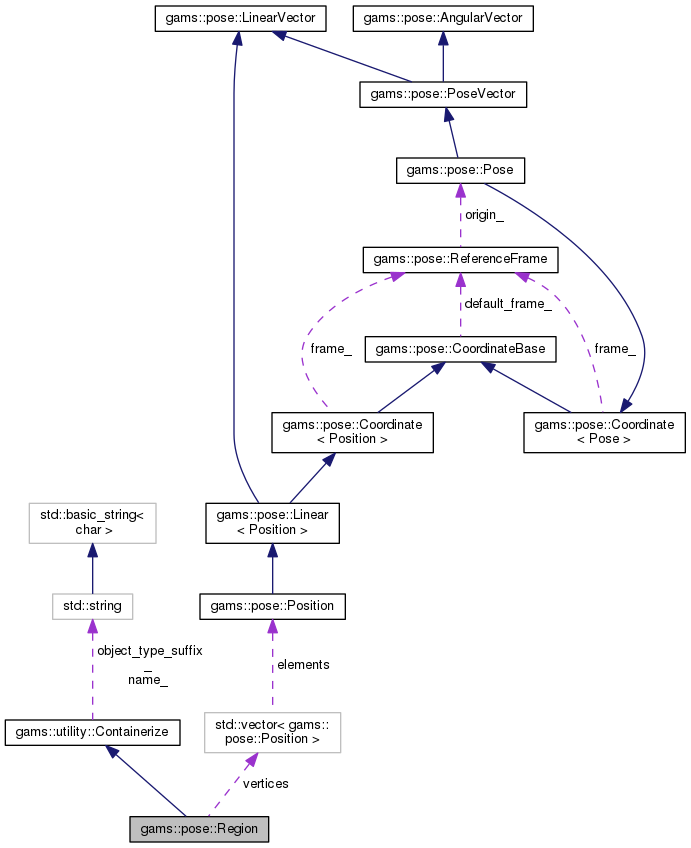 gams::pose::LinearVector
gams::pose::AngularVector
gams::pose::PoseVector
gams::pose::Pose
origin_
gams::pose::ReferenceFrame
default_frame_
frame_
frame_
gams::pose::CoordinateBase
gams::pose::Coordinate
< Position >
gams::pose::Coordinate
< Pose >
std::basic_string<
char >
gams::pose::Linear
< Position >
std::string
gams::pose::Position
object_type_suffix
_
name_
elements
gams::utility::Containerize
std::vector< gams::
pose::Position >
vertices
gams::pose::Region